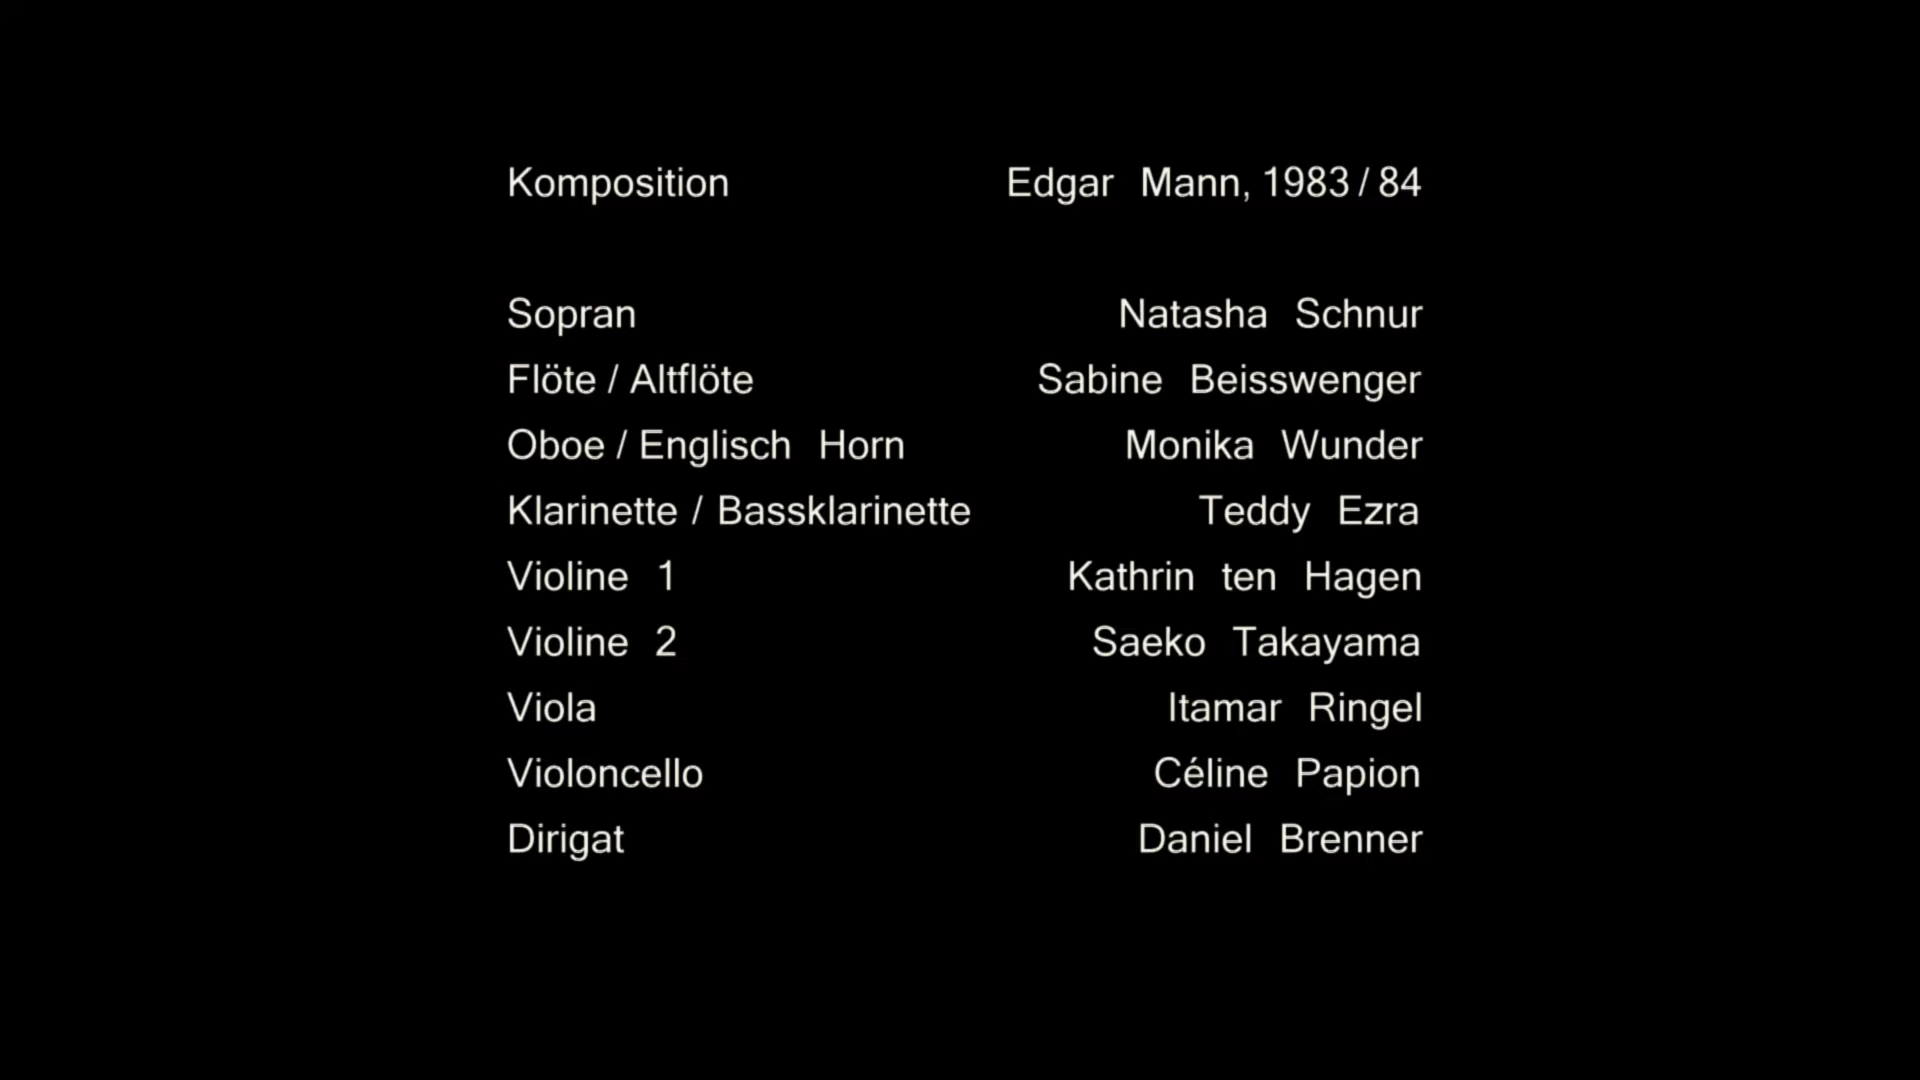 Komposition Edgar Mann, 1983 / 84
Sopran Natasha Schnur
Flöte / Altflöte Sabine Beisswenger
Oboe / Englisch Horn Monika Wunder
Klarinette / Bassklarinette Teddy Ezra
Violine 1 Kathrin ten Hagen
Violine 2 Saeko Takayama
Viola Itamar Ringel
Violoncello Céline Papion
Dirigat Daniel Brenner